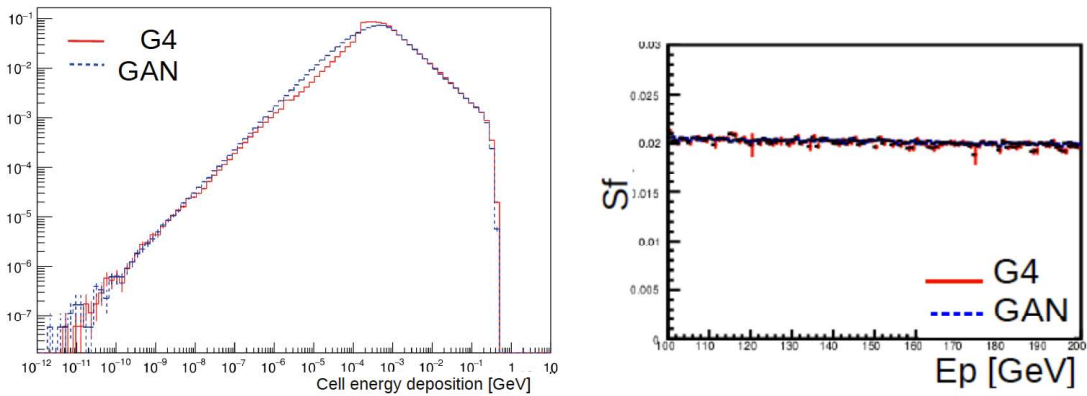 10⁻¹
10⁻²
10⁻³
10⁻⁴
10⁻⁵
10⁻⁶
10⁻⁷
G4
GAN
10⁻¹² 10⁻¹¹ 10⁻¹⁰ 10⁻⁹ 10⁻⁸ 10⁻⁷ 10⁻⁶ 10⁻⁵ 10⁻⁴ 10⁻³ 10⁻² 10⁻¹ 1 10
Cell energy deposition [GeV]
0.03
0.025
0.02
0.015
0.01
0.005
0
Sf
G4
GAN
100 110 120 130 140 150 160 170 180 190 200
Ep [GeV]